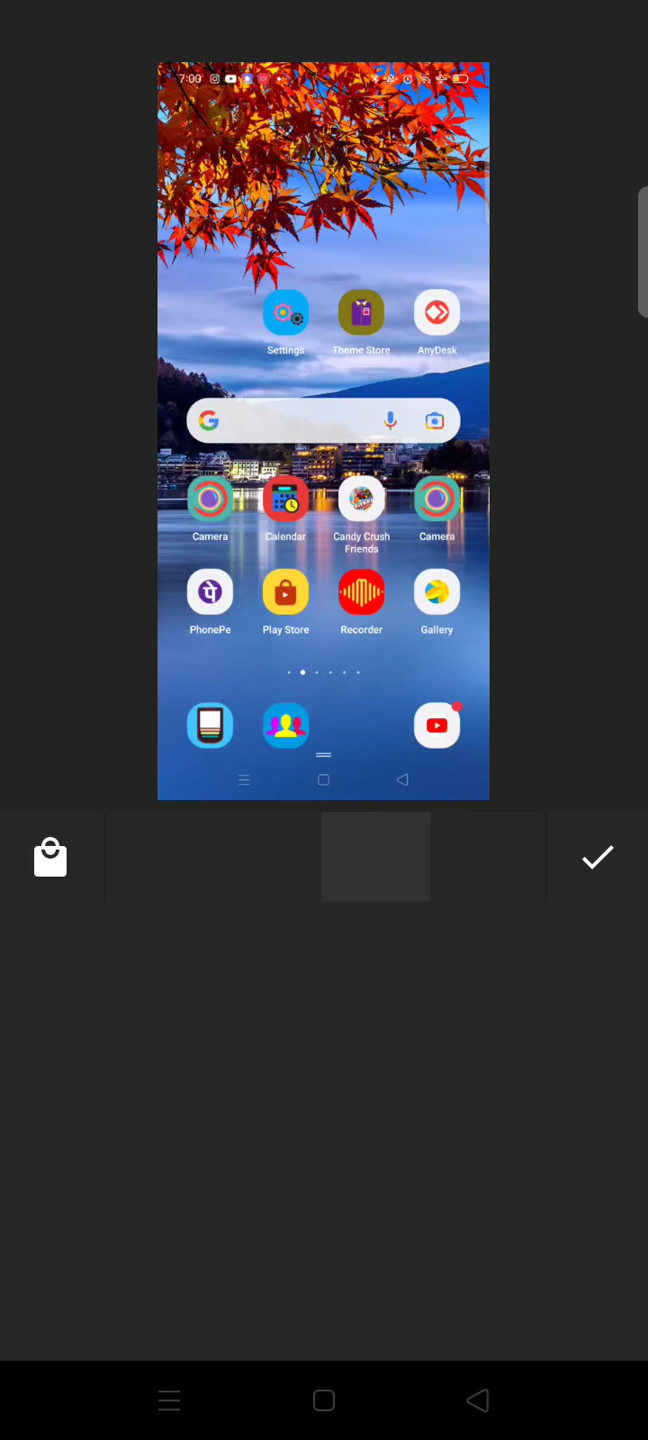 7:00
Settings Theme Store AnyDesk
Camera Calendar Candy Crush Friends Camera
PhonePe Play Store Recorder Gallery